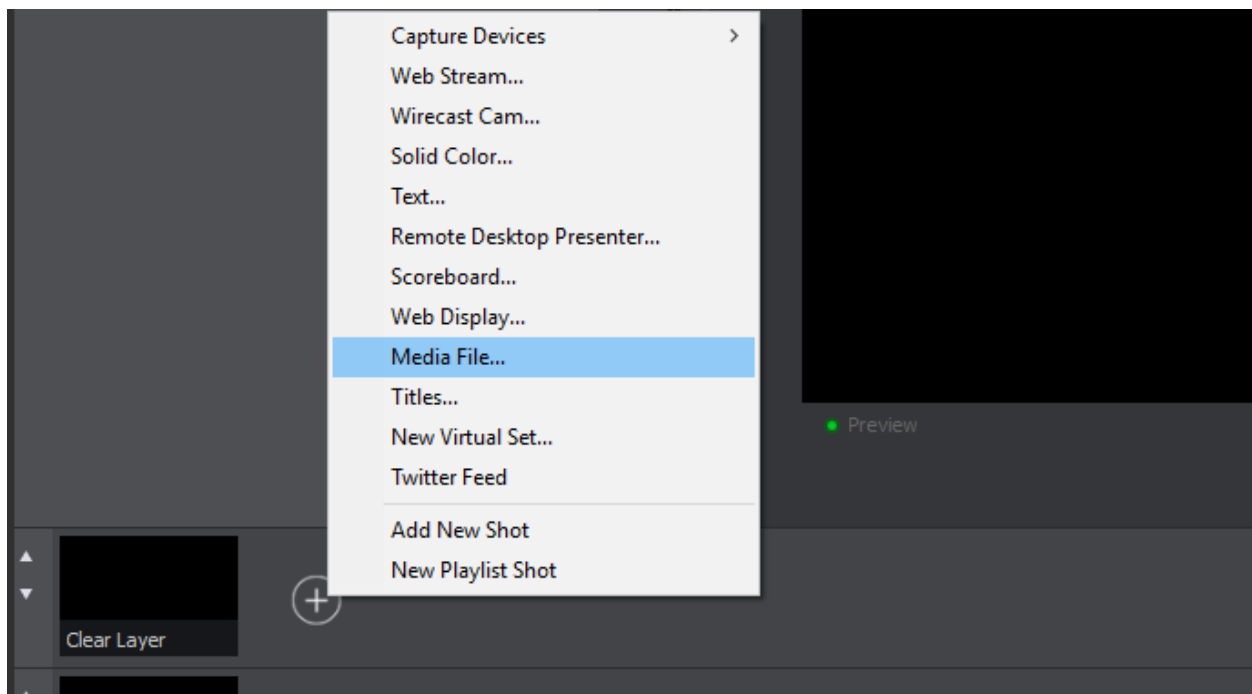 Capture Devices
Web Stream...
Wirecast Cam...
Solid Color...
Text...
Remote Desktop Presenter...
Scoreboard...
Web Display...
Media File...
Titles...
New Virtual Set...
Twitter Feed
Add New Shot
New Playlist Shot
Preview
Clear Layer